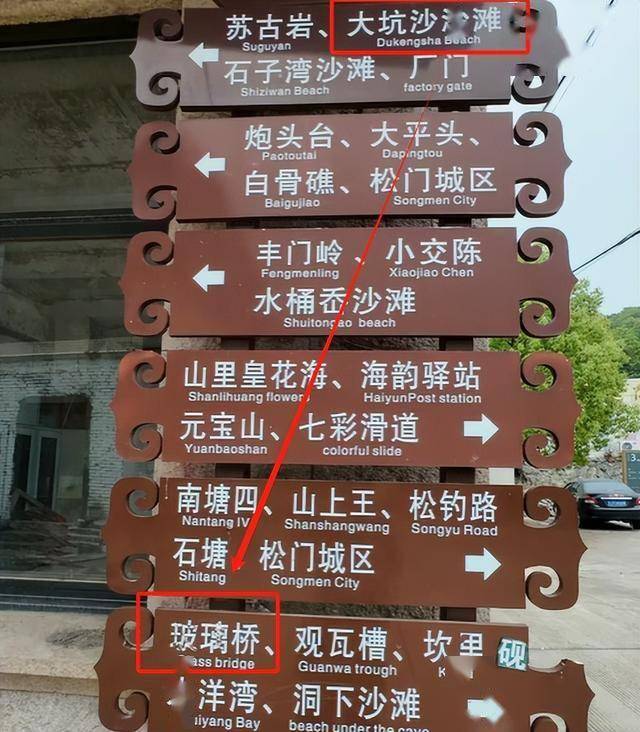 苏古岩、大坑沙沙滩
Suguyan Dukengsha Beach
石子湾沙滩、厂门
Shiziwan Beach factory gate
炮头台、大平头、
Paotoutai Dapingtou
白骨礁、松门城区
Baigujiao Songmen City
丰门岭、小交陈
Fengmenling Xiaojiao Chen
水桶岙沙滩
Shuitongao beach
山里皇花海、海韵驿站
Shanlihuang flowers HaiyunPost station
元宝山、七彩滑道
Yuanbaoshan colorful slide
南塘四、山上王、松钓路
Nantang IV Shanshangwang Songyu Road
石塘、松门城区
Shitang Songmen City
玻璃桥、观瓦槽、坎里
bridge Guanwa trough
洋湾、洞下沙滩
Bay beach under the cave
砚